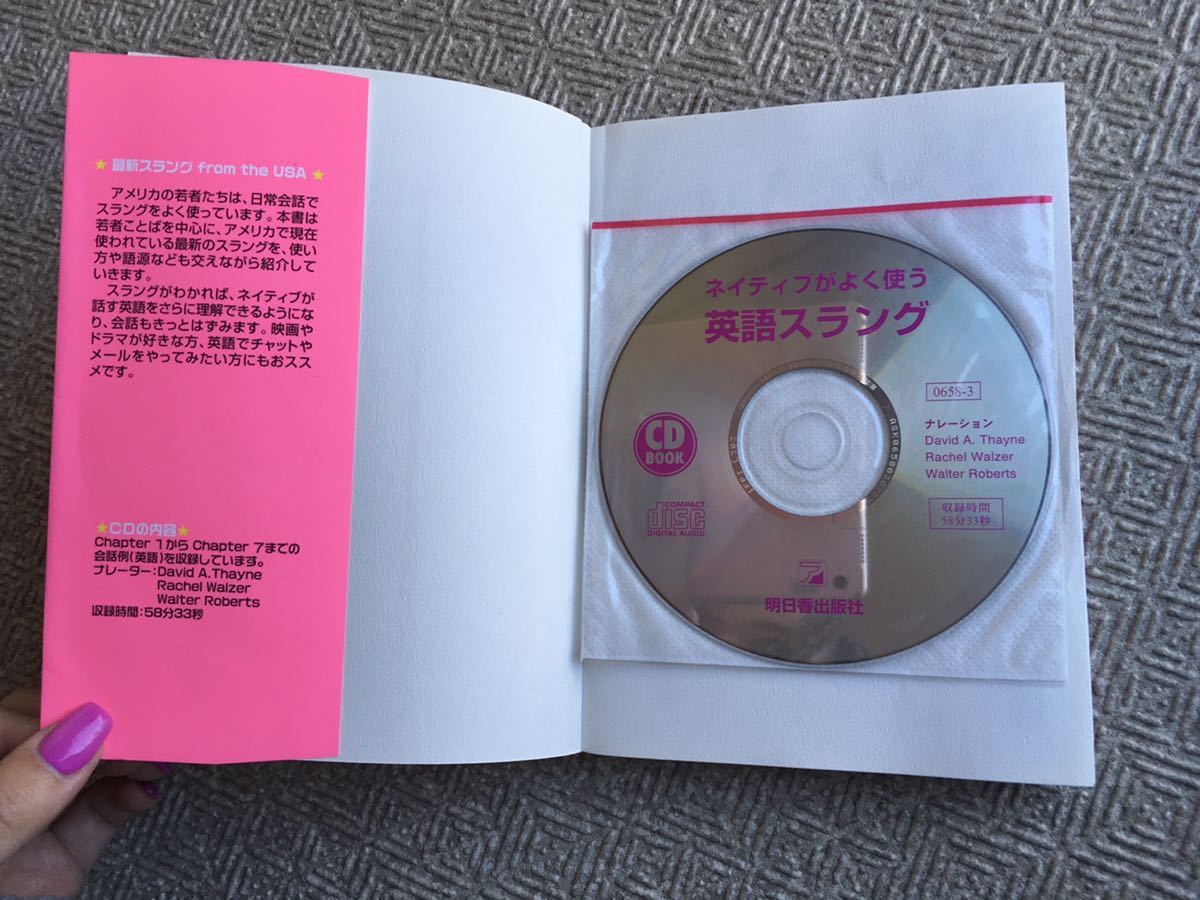 ★最新スラング from the USA★
アメリカの若者たちは、日常会話で
スラングをよく使っています。本書は
若者ことばを中心に、アメリカで現在
使われている最新のスラングを、使い
方や語源なども交えながら紹介して
いきます。
スラングがわかれば、ネイティブが
話す英語をさらに理解できるようにな
り、会話もきっとはずみます。映画や
ドラマが好きな方、英語でチャットや
メールをやってみたい方にもおスス
メです。
★CDの内容★
Chapter 1から Chapter 7までの
会話例(英語)を収録しています。
ナレーター：David A.Thayne
Rachel Walzer
Walter Roberts
収録時間：58分33秒
ネイティブがよく使う
英語スラング
0658-3
CD
BOOK
ナレーション
David A. Thayne
Rachel Walzer
Walter Roberts
COMPACT
disc
DIGITAL AUDIO
収録時間
58分33秒
明日香出版社